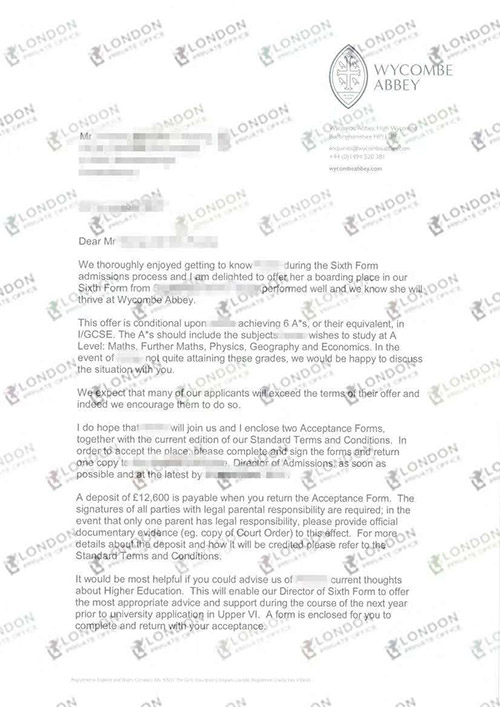 WYCOMBE
ABBEY
Wycombe Abbey, High Wycombe
+44 (0)1494 520 381
wycombeabbey.com
Mr
Dear Mr
We thoroughly enjoyed getting to know during the Sixth Form
admissions process and I am delighted to offer her a boarding place in our
Sixth Form from performed well and we know she will
thrive at Wycombe Abbey.
This offer is conditional upon achieving 6 A*s, or their equivalent, in
I/GCSE. The A*s should include the subjects wishes to study at A
Level: Maths, Further Maths, Physics, Geography and Economics. In the
event of not quite attaining these grades, we would be happy to discuss
the situation with you.
We expect that many of our applicants will exceed the terms of their offer and
indeed we encourage them to do so.
I do hope that will join us and I enclose two Acceptance Forms,
together with the current edition of our Standard Terms and Conditions. In
order to accept the place, please complete and sign the forms and return
one copy to Director of Admissions, as soon as
possible and at the latest by
A deposit of £12,600 is payable when you return the Acceptance Form. The
signatures of all parties with legal parental responsibility are required; in the
event that only one parent has legal responsibility, please provide official
documentary evidence (eg. copy of Court Order) to this effect. For more
details about the deposit and how it will be credited please refer to the
Standard Terms and Conditions.
It would be most helpful if you could advise us of current thoughts
about Higher Education. This will enable our Director of Sixth Form to offer
the most appropriate advice and support during the course of the next year
prior to university application in Upper VI. A form is enclosed for you to
complete and return with your acceptance.
LONDON
PRIVATE OFFICE